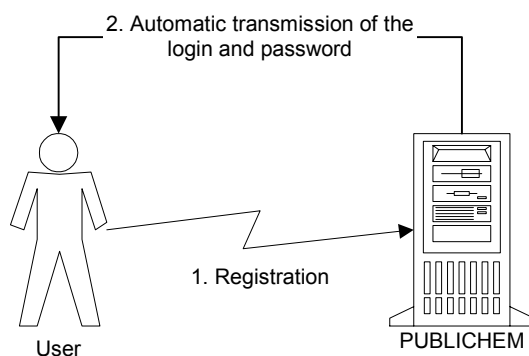 2. Automatic transmission of the
login and password
1. Registration
User
PUBLICHEM